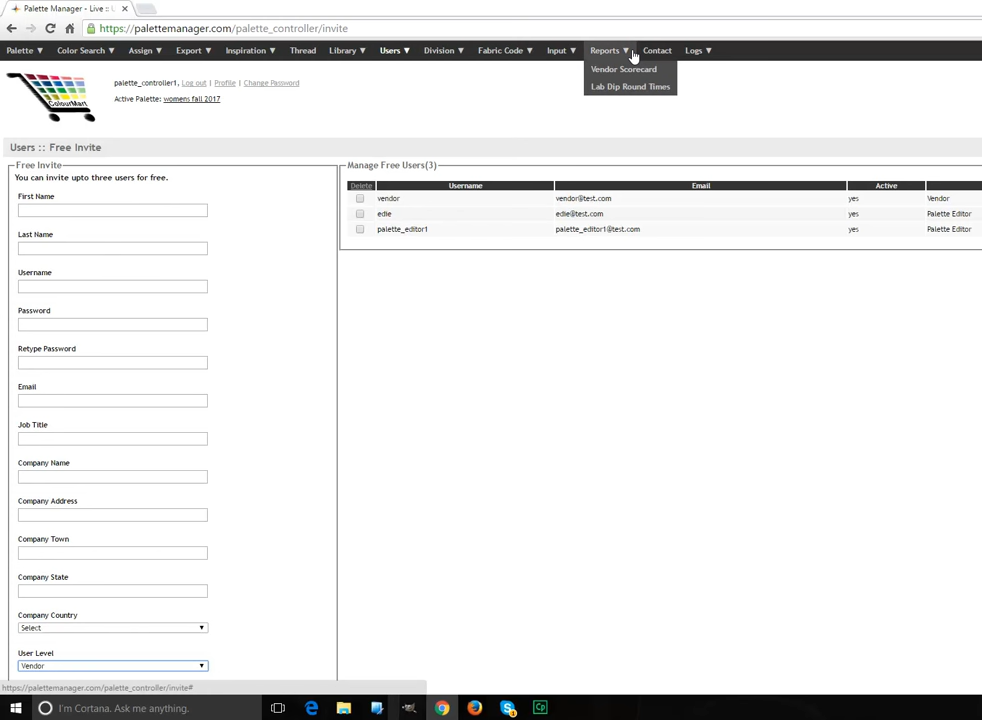 Palette Manager - Live ::
https://palettemanager.com/palette_controller/invite
Palette ▼ Color Search ▼ Assign ▼ Export ▼ Inspiration ▼ Thread Library ▼ Users ▼ Division ▼ Fabric Code ▼ Input ▼ Reports ▼ Contact Logs ▼
Vendor Scorecard
Lab Dip Round Times
ColourMart
palette_controller1, Log out | Profile | Change Password
Active Palette: womens fall 2017
Users :: Free Invite
Free Invite
You can invite upto three users for free.
First Name
Last Name
Username
Password
Retype Password
Email
Job Title
Company Name
Company Address
Company Town
Company State
Company Country
Select
User Level
Vendor
Manage Free Users(3)
Delete Username Email Active
vendor vendor@test.com yes Vendor
edie edie@test.com yes Palette Editor
palette_editor1 palette_editor1@test.com yes Palette Editor
https://palettemanager.com/palette_controller/invite#
I'm Cortana. Ask me anything.
Cp